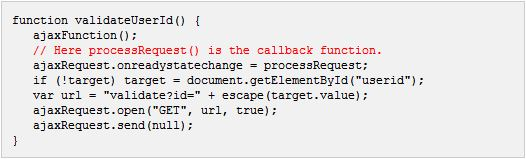 function validateUserId() {
ajaxFunction();
// Here processRequest() is the callback function.
ajaxRequest.onreadystatechange = processRequest;
if (!target) target = document.getElementById("userid");
var url = "validate?id=" + escape(target.value);
ajaxRequest.open("GET", url, true);
ajaxRequest.send(null);
}